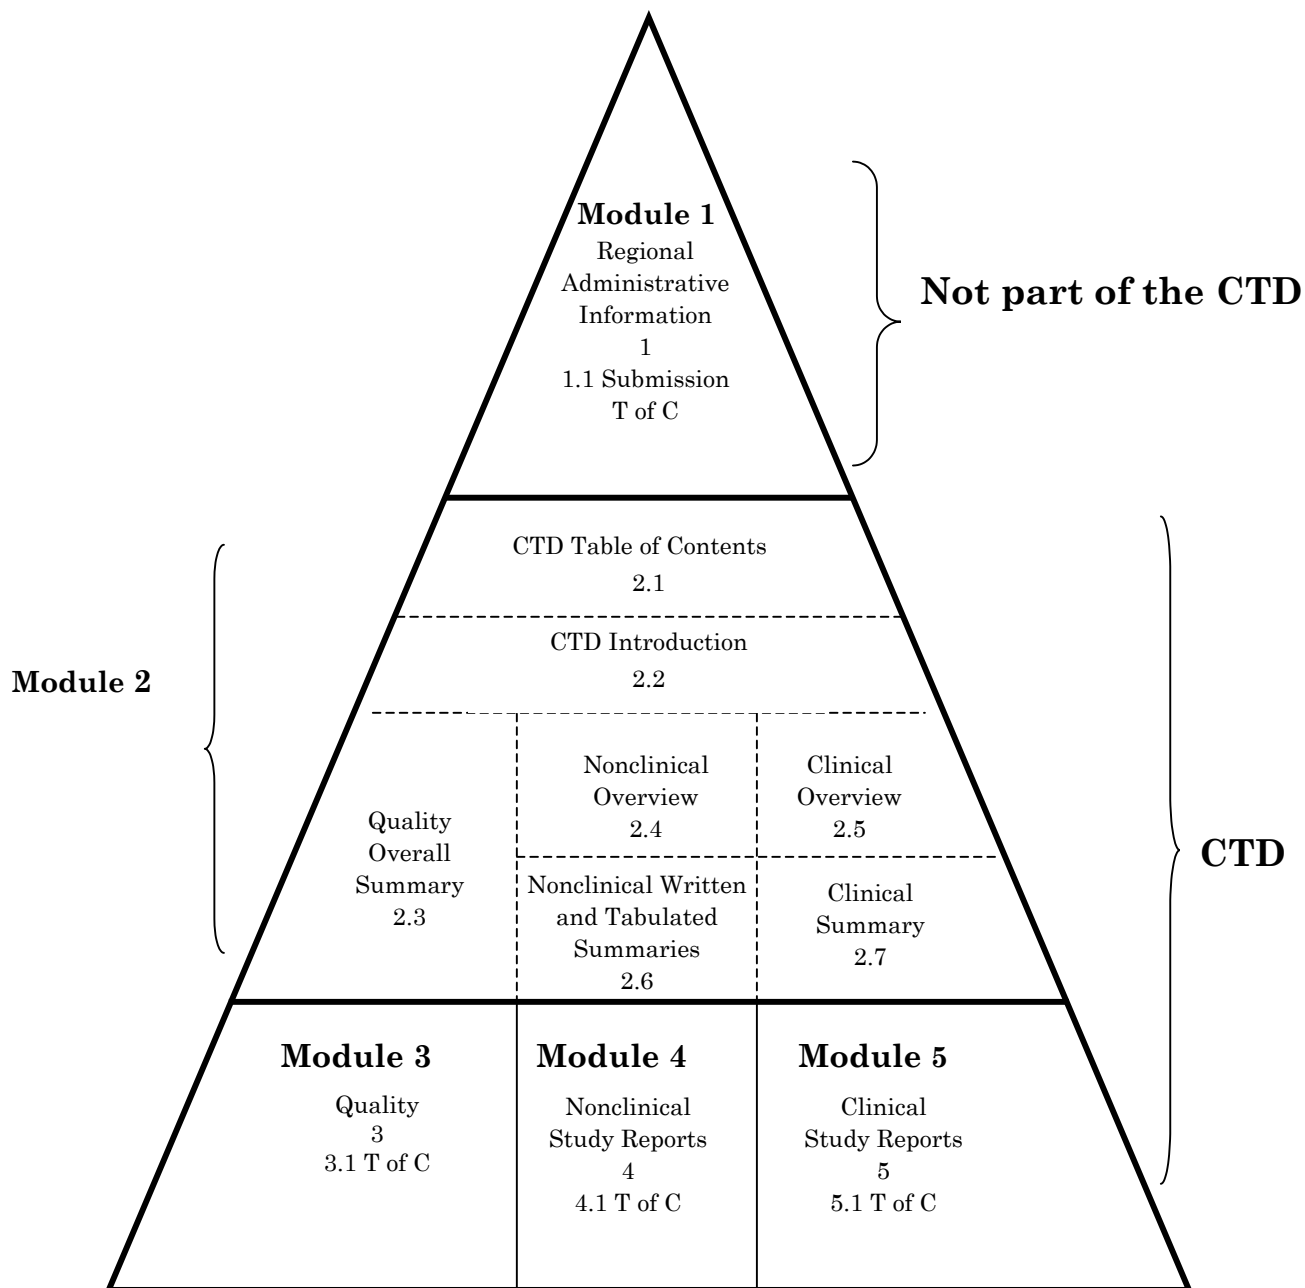 Module 1
Regional
Administrative
Information
1
1.1 Submission
T of C
Not part of the CTD
CTD Table of Contents
2.1
CTD Introduction
2.2
Module 2
Quality
Overall
Summary
2.3
Nonclinical
Overview
2.4
Clinical
Overview
2.5
Nonclinical Written
and Tabulated
Summaries
2.6
Clinical
Summary
2.7
CTD
Module 3
Quality
3
3.1 T of C
Module 4
Nonclinical
Study Reports
4
4.1 T of C
Module 5
Clinical
Study Reports
5
5.1 T of C